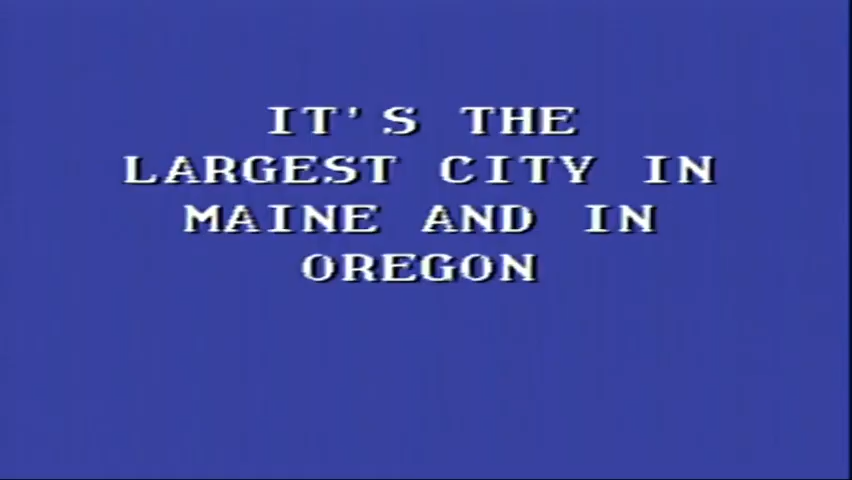 IT'S THE
LARGEST CITY IN
MAINE AND IN
OREGON